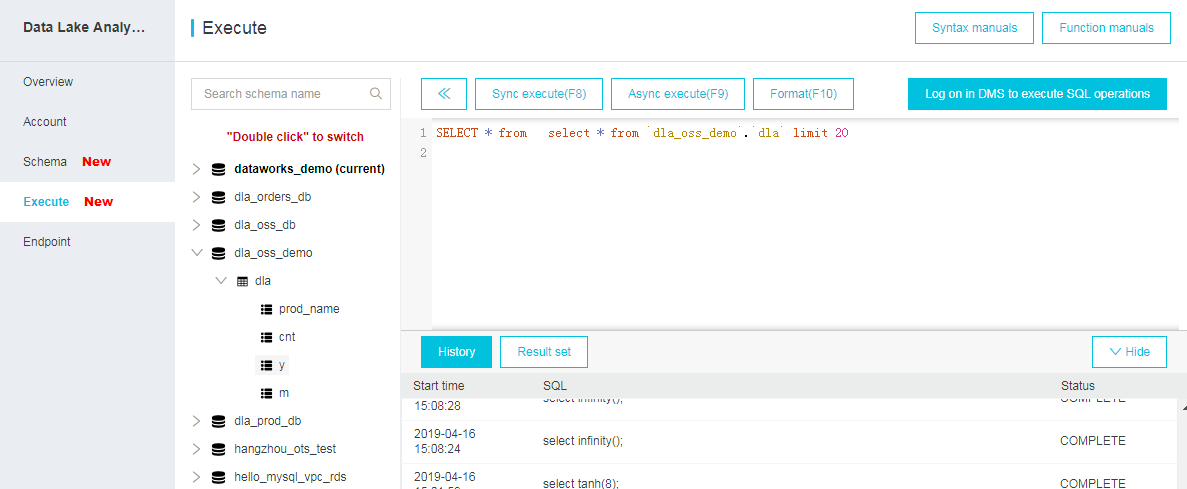 Data Lake Analy...
Execute
Syntax manuals
Function manuals
Overview
Account
Schema New
Execute New
Endpoint
Search schema name
Sync execute(F8)
Async execute(F9)
Format(F10)
Log on in DMS to execute SQL operations
"Double click" to switch
dataworks_demo (current)
dla_orders_db
dla_oss_db
dla_oss_demo
dla
prod_name
cnt
y
m
dla_prod_db
hangzhou_ots_test
hello_mysql_vpc_rds
1 SELECT * from   select * from `dla_oss_demo`.`dla` limit 20
2
History
Result set
Hide
Start time SQL Status
15:08:28 select infinity(); COMPLETE
2019-04-16
15:08:24 select infinity(); COMPLETE
2019-04-16
select tanh(8); COMPLETE